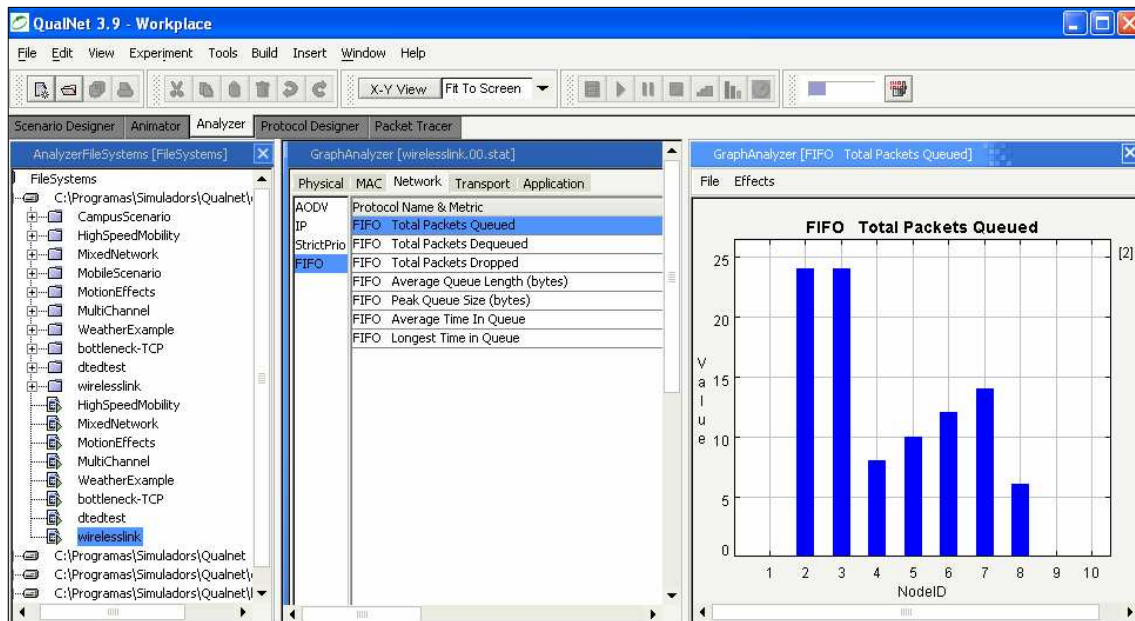 QualNet 3.9 - Workplace
File Edit View Experiment Tools Build Insert Window Help
X-Y View Fit To Screen
Scenario Designer Animator Analyzer Protocol Designer Packet Tracer
AnalyzerFileSystems [FileSystems]
FileSystems
C:\Programas\Simuladors\Qualnet\
CampusScenario
HighSpeedMobility
MixedNetwork
MobileScenario
MotionEffects
MultiChannel
WeatherExample
bottleneck-TCP
dtedtest
wirelesslink
HighSpeedMobility
MixedNetwork
MotionEffects
MultiChannel
WeatherExample
bottleneck-TCP
dtedtest
wirelesslink
C:\Programas\Simuladors\Qualnet
C:\Programas\Simuladors\Qualnet\
C:\Programas\Simuladors\Qualnet\
GraphAnalyzer [wirelesslink.00.stat]
Physical MAC Network Transport Application
AODV
IP
StrictPrio
FIFO
Protocol Name & Metric
FIFO Total Packets Queued
FIFO Total Packets Dequeued
FIFO Total Packets Dropped
FIFO Average Queue Length (bytes)
FIFO Peak Queue Size (bytes)
FIFO Average Time In Queue
FIFO Longest Time in Queue
GraphAnalyzer [FIFO Total Packets Queued]
File Effects
FIFO Total Packets Queued
[2]
25
20
15
10
5
0
Value
1 2 3 4 5 6 7 8 9 10
NodeID